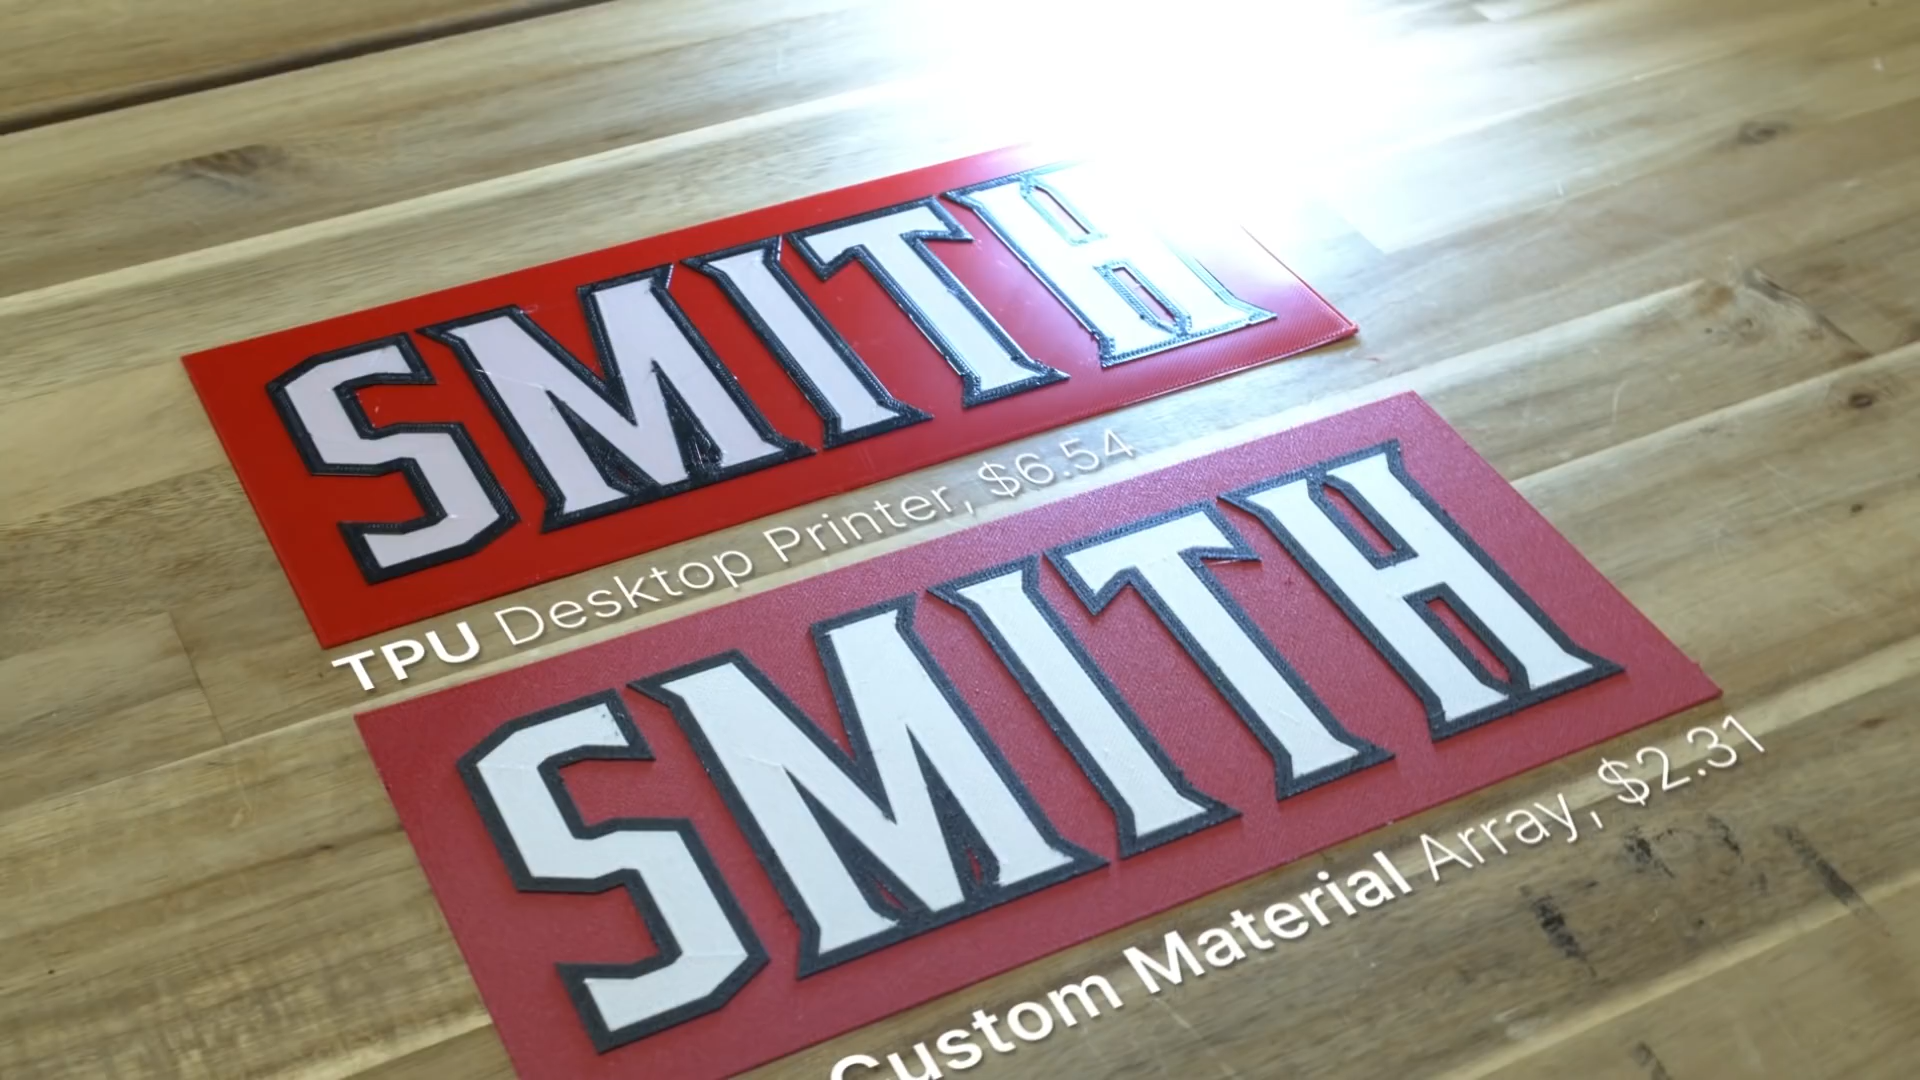 SMITH
TPU Desktop Printer, $6.54
SMITH
Custom Material Array, $2.31